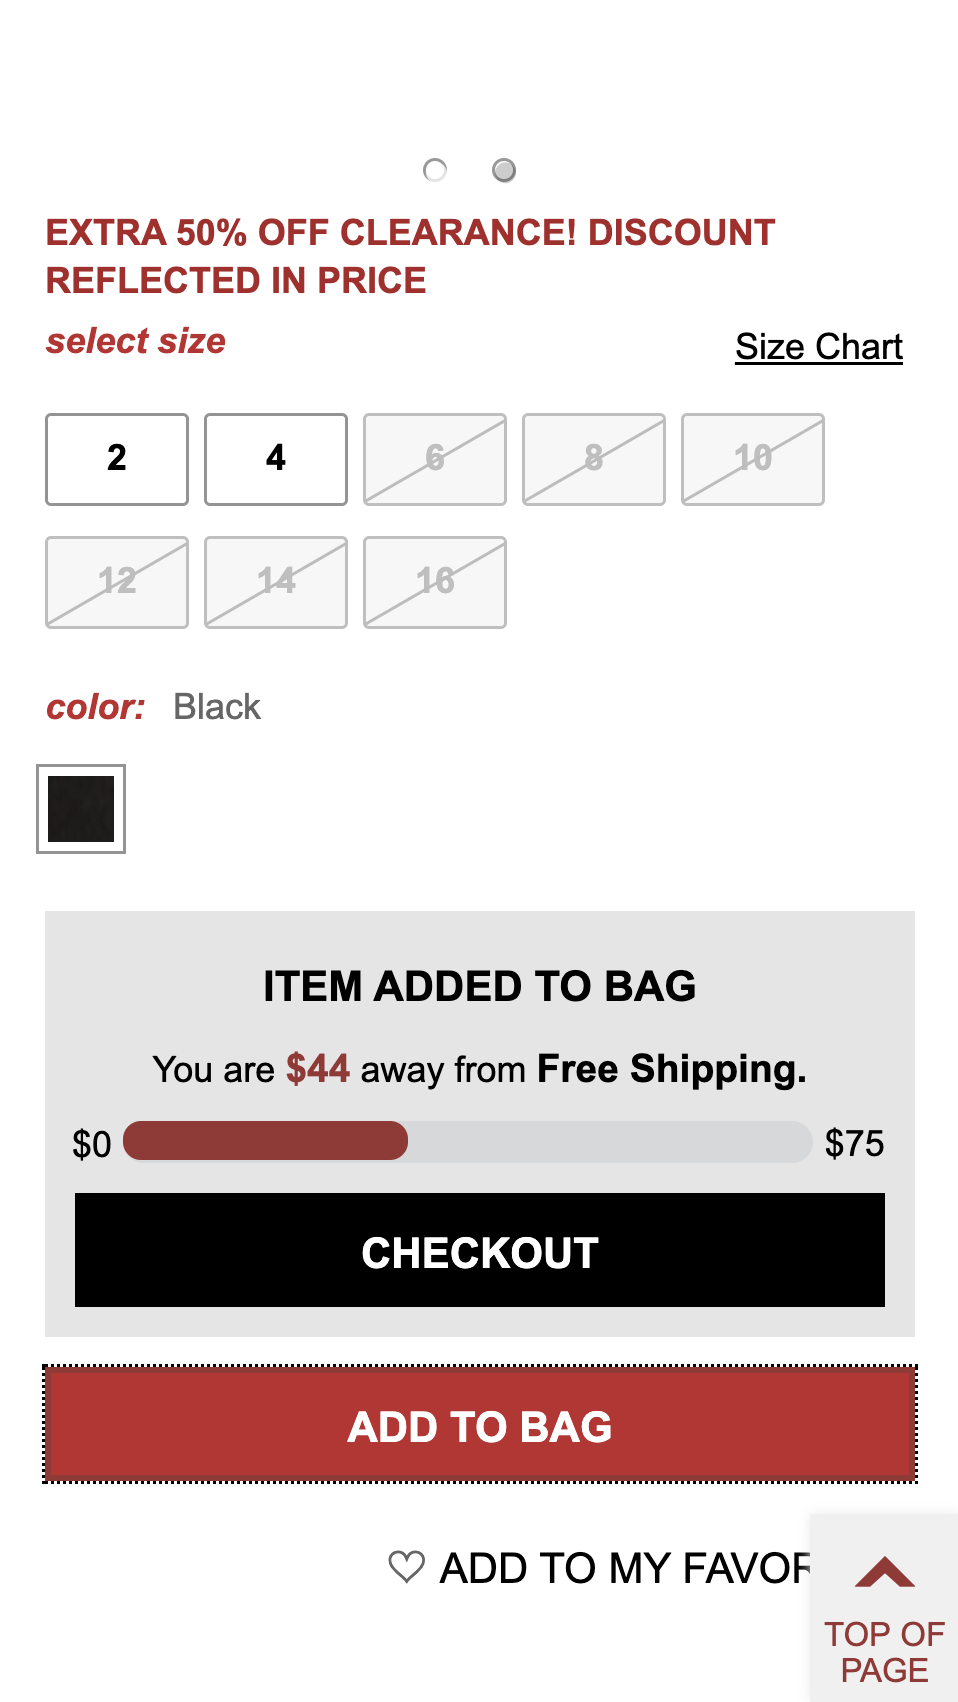 EXTRA 50% OFF CLEARANCE! DISCOUNT
REFLECTED IN PRICE
select size
Size Chart
2 4 6 8 10
12 14 16
color: Black
ITEM ADDED TO BAG
You are $44 away from Free Shipping.
$0 $75
CHECKOUT
ADD TO BAG
ADD TO MY FAVOR
TOP OF
PAGE